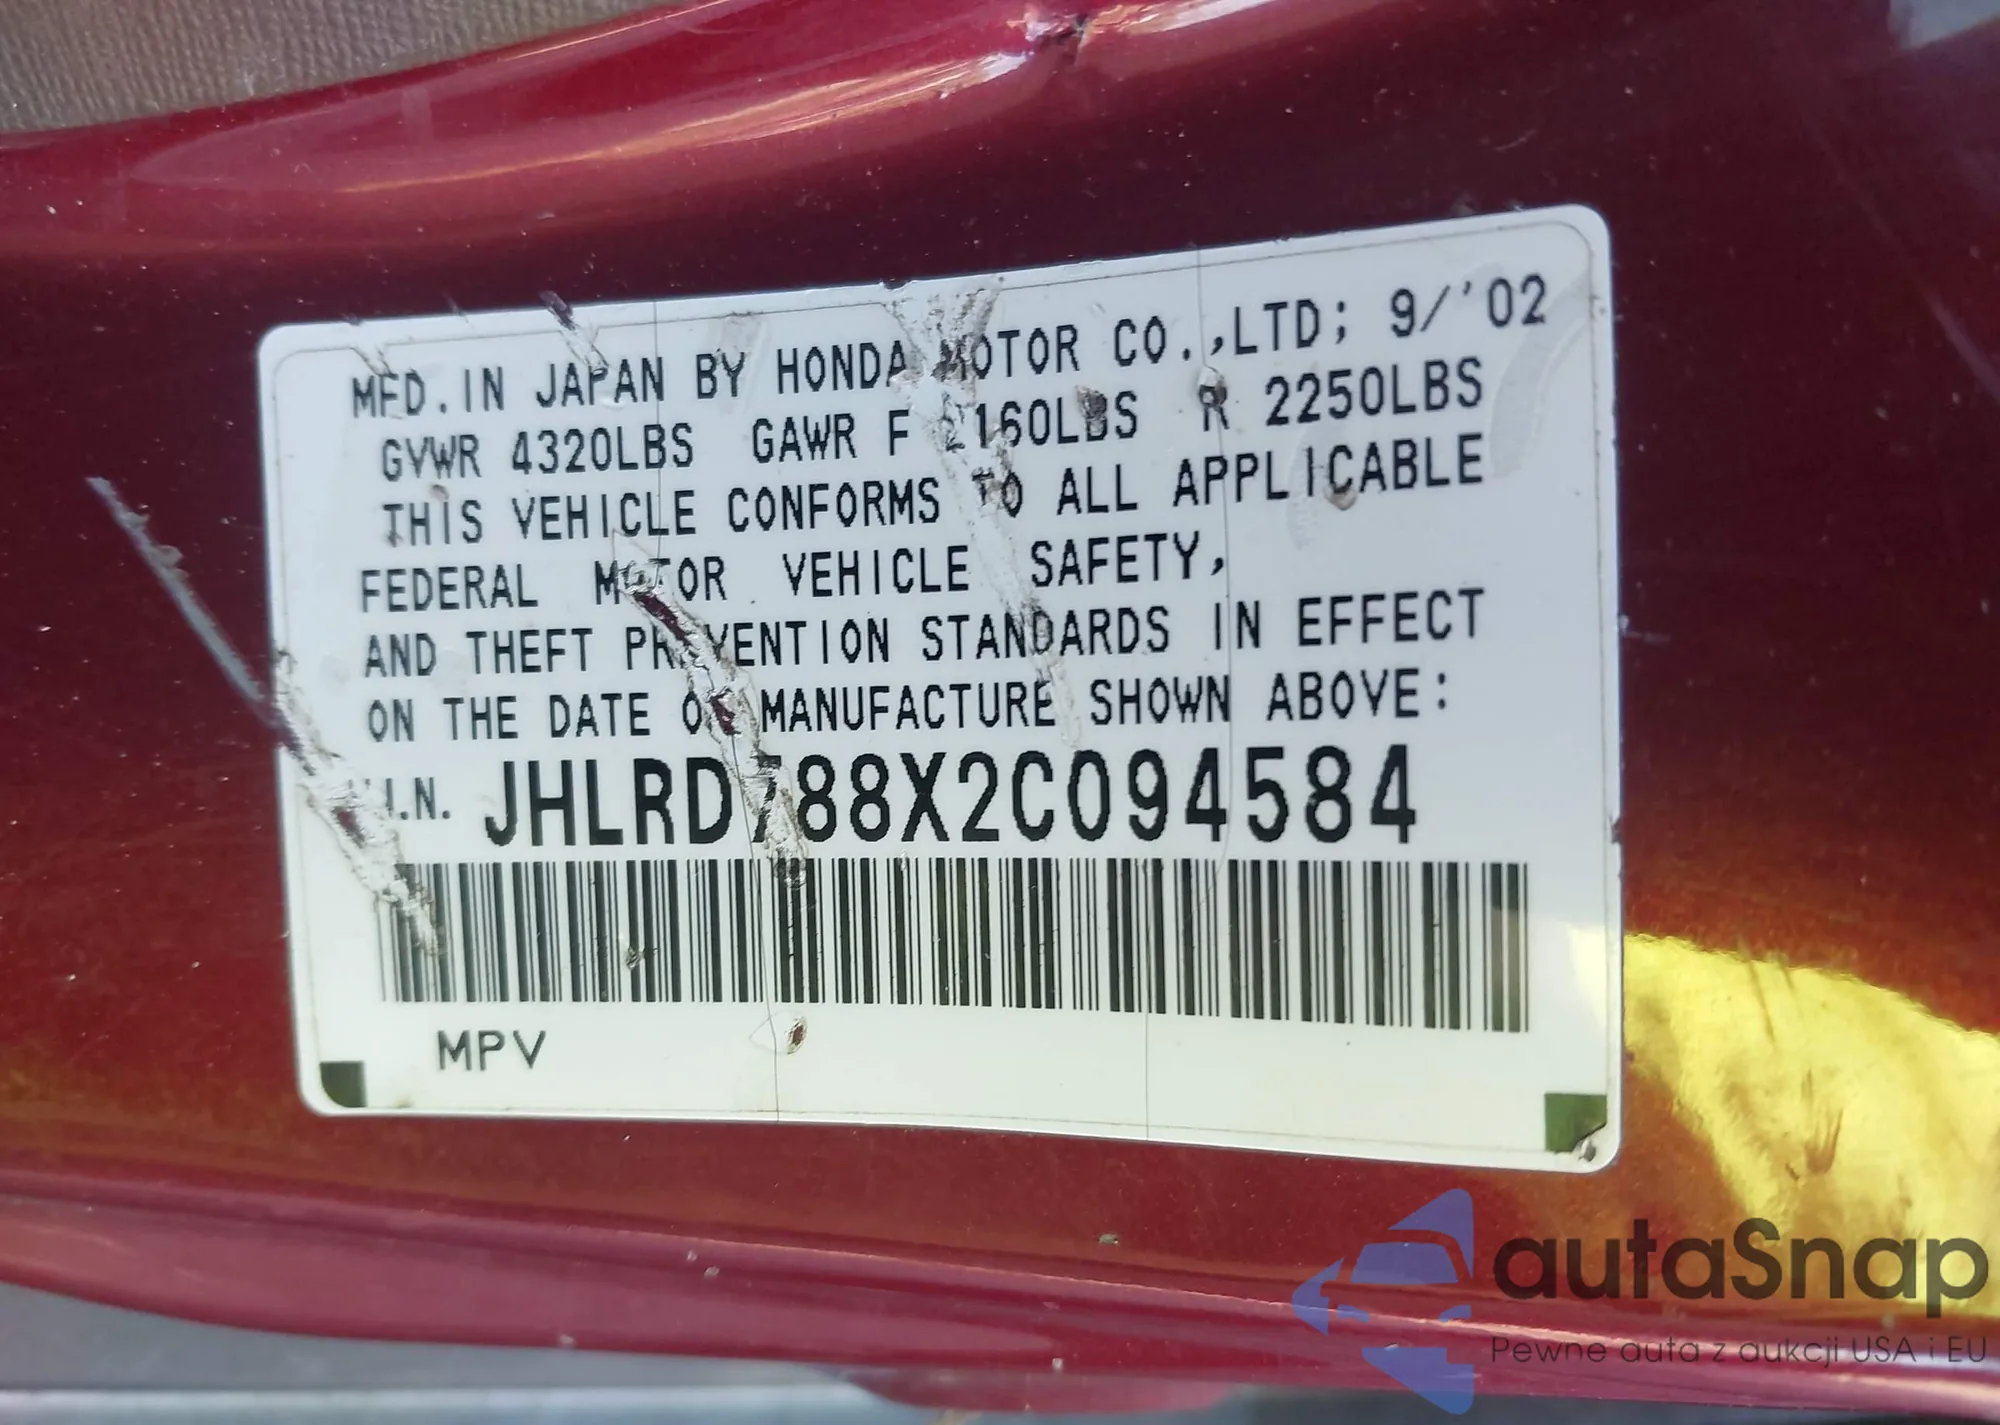 MFD. IN JAPAN BY HONDA MOTOR CO.,LTD; 9/'02
GVWR 4320LBS GAWR F 2160LBS R 2250LBS
THIS VEHICLE CONFORMS TO ALL APPLICABLE
FEDERAL MOTOR VEHICLE SAFETY,
AND THEFT PREVENTION STANDARDS IN EFFECT
ON THE DATE OF MANUFACTURE SHOWN ABOVE:
V.I.N. JHLRD788X2C094584
MPV
autaSnap
Pewne auta z aukcji USA i EU